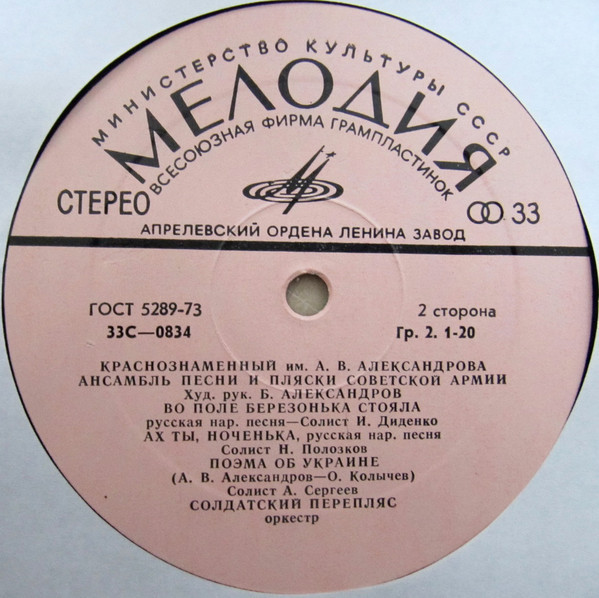 МИНИСТЕРСТВО КУЛЬТУРЫ СССР
МЕЛОДИЯ
ВСЕСОЮЗНАЯ ФИРМА ГРАМПЛАСТИНОК
СТЕРЕО
33
АПРЕЛЕВСКИЙ ОРДЕНА ЛЕНИНА ЗАВОД
ГОСТ 5289-73
2 сторона
33С—0834
Гр. 2. 1-20
КРАСНОЗНАМЕННЫЙ им. А. В. АЛЕКСАНДРОВА
АНСАМБЛЬ ПЕСНИ И ПЛЯСКИ СОВЕТСКОЙ АРМИИ
Худ. рук. Б. АЛЕКСАНДРОВ
ВО ПОЛЕ БЕРЕЗОНЬКА СТОЯЛА
русская нар. песня—Солист И. Диденко
АХ ТЫ, НОЧЕНЬКА, русская нар. песня
Солист Н. Полозков
ПОЭМА ОБ УКРАИНЕ
(А. В. Александров—О. Колычев)
Солист А. Сергеев
СОЛДАТСКИЙ ПЕРЕПЛЯС
оркестр